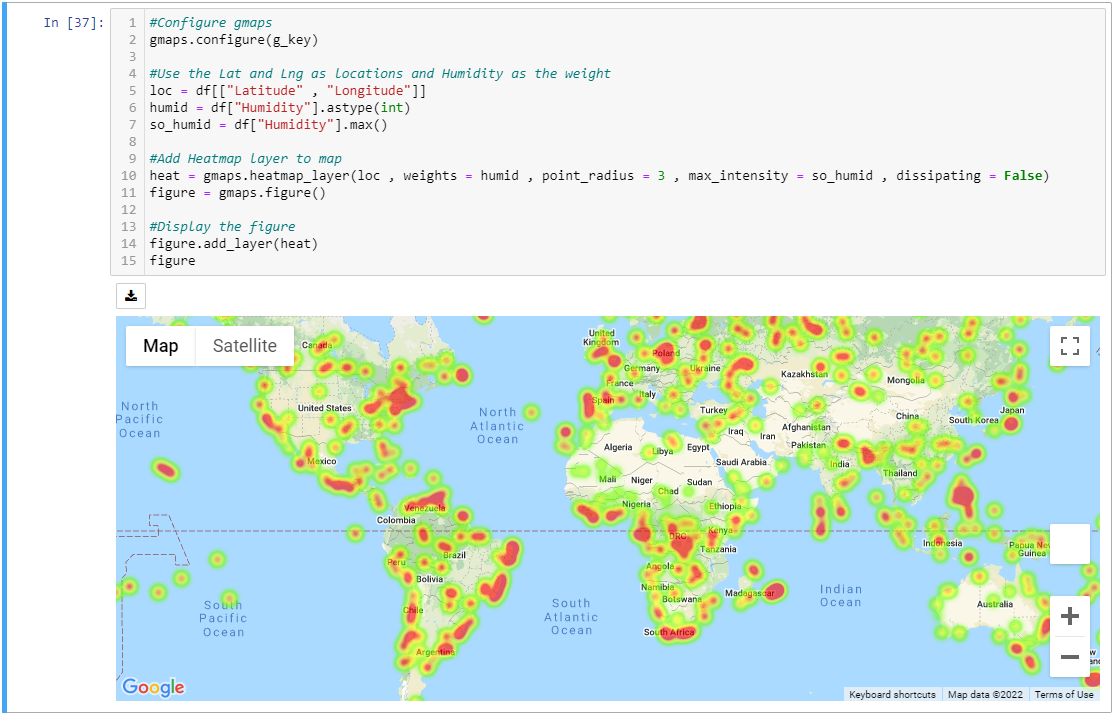 In [37]:
1 #Configure gmaps
2 gmaps.configure(g_key)
3
4 #Use the Lat and Lng as locations and Humidity as the weight
5 loc = df[["Latitude" , "Longitude"]]
6 humid = df["Humidity"].astype(int)
7 so_humid = df["Humidity"].max()
8
9 #Add Heatmap layer to map
10 heat = gmaps.heatmap_layer(loc , weights = humid , point_radius = 3 , max_intensity = so_humid , dissipating = False)
11 figure = gmaps.figure()
12
13 #Display the figure
14 figure.add_layer(heat)
15 figure
Map
Satellite
Canada
United
Kingdom
Poland
Germany
Ukraine
France
Kazakhstan
Mongolia
Italy
Spain
North
Pacific
Ocean
United States
North
Atlantic
Ocean
Turkey
Japan
China
South Korea
Afghanistan
Iraq
Iran
Pakistan
Algeria
Libya
Egypt
Mexico
Saudi Arabia
India
Thailand
Mali
Niger
Sudan
Chad
Nigeria
Ethiopia
Venezuela
Colombia
Kenya
DRC
Indonesia
Papua New
Guinea
Tanzania
Brazil
Peru
Angola
Bolivia
Namibia
Botswana
Madagascar
Indian
Ocean
South
Pacific
Ocean
South
Atlantic
Ocean
Chile
Australia
South Africa
Argentina
Google
Keyboard shortcuts
Map data ©2022
Terms of Use